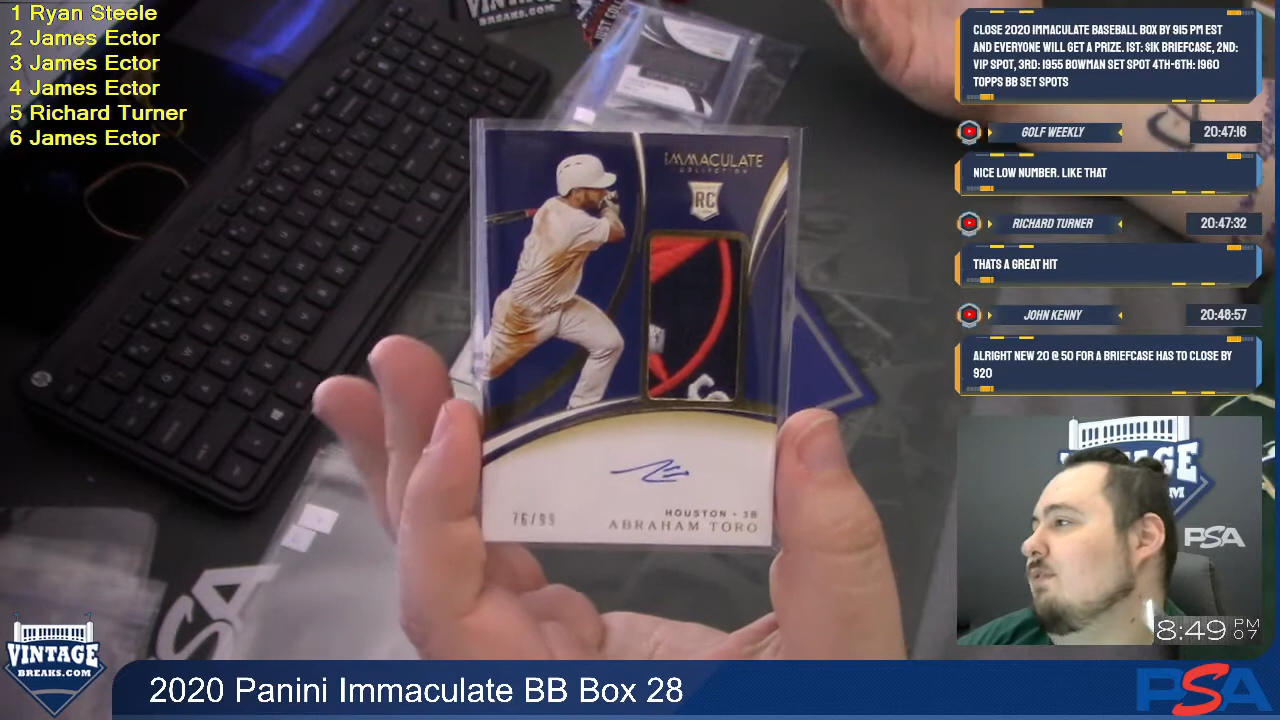 1 Ryan Steele
2 James Ector
3 James Ector
4 James Ector
5 Richard Turner
6 James Ector
VINTAGE
BREAKS.COM
IMMACULATE
COLLECTION
RC
76/99
HOUSTON • 3B
ABRAHAM TORO
PSA
CLOSE 2020 IMMACULATE BASEBALL BOX BY 915 PM EST
AND EVERYONE WILL GET A PRIZE. 1ST: $1K BRIEFCASE, 2ND:
VIP SPOT, 3RD: 1955 BOWMAN SET SPOT 4TH-6TH: 1960
TOPPS BB SET SPOTS
GOLF WEEKLY
20:47:16
NICE LOW NUMBER. LIKE THAT
RICHARD TURNER
20:47:32
THATS A GREAT HIT
JOHN KENNY
20:48:57
ALRIGHT NEW 20 @ 50 FOR A BRIEFCASE HAS TO CLOSE BY
920
PSA
8:49 PM
07
VINTAGE
BREAKS.COM
2020 Panini Immaculate BB Box 28
PSA